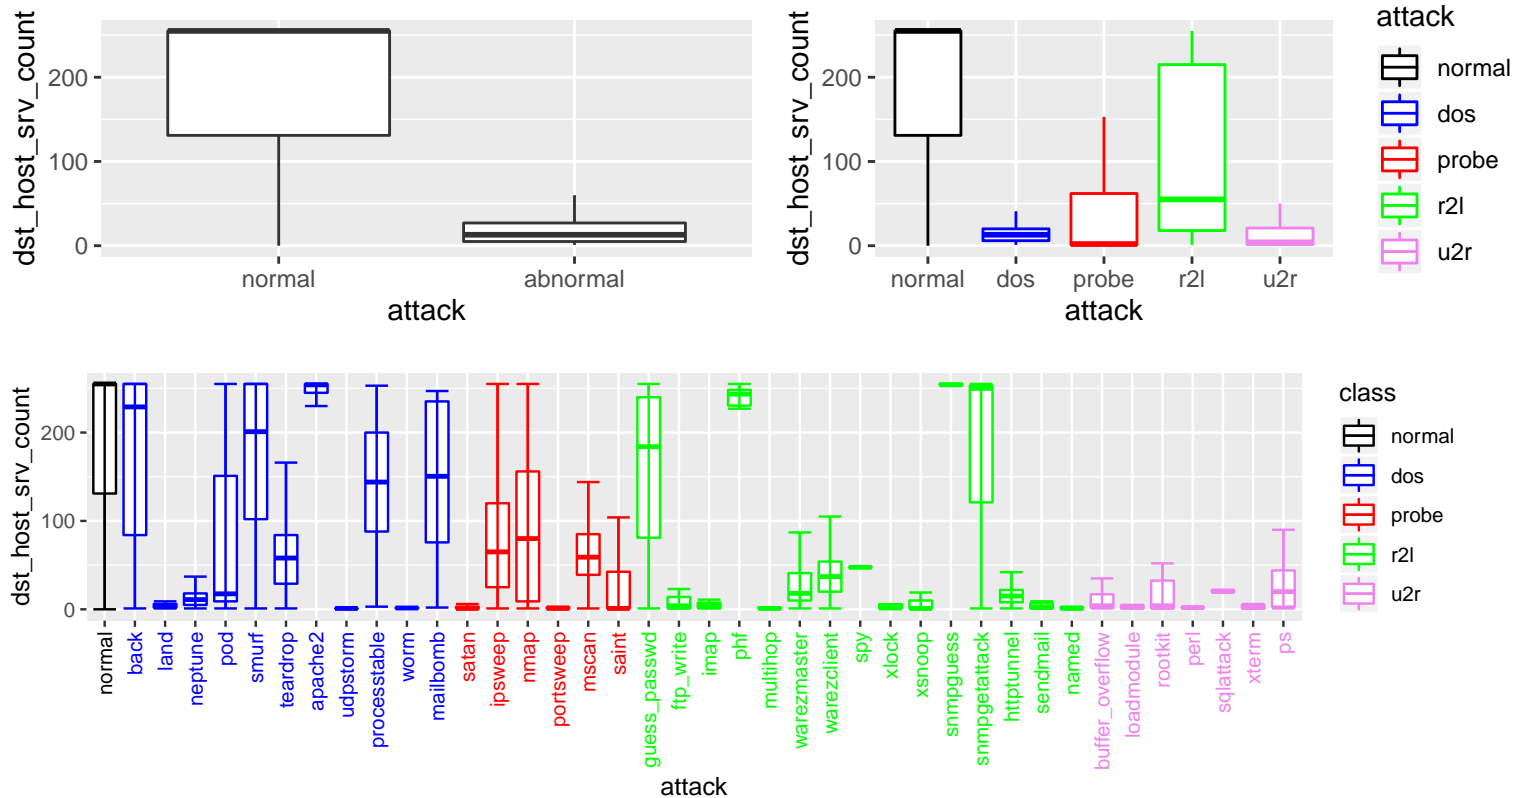 dst_host_srv_count
200
100
0
normal
abnormal
attack
dst_host_srv_count
200
100
0
normal
dos
probe
r2l
u2r
attack
attack
normal
dos
probe
r2l
u2r
dst_host_srv_count
200
100
0
normal
back
land
neptune
pod
smurf
teardrop
apache2
udpstorm
processtable
worm
mailbomb
satan
ipsweep
nmap
portsweep
mscan
saint
guess_passwd
ftp_write
imap
phf
multihop
warezmaster
warezclient
spy
xlock
xsnoop
snmpguess
snmpgetattack
httptunnel
sendmail
named
buffer_overflow
loadmodule
rootkit
perl
sqlattack
xterm
ps
attack
class
normal
dos
probe
r2l
u2r